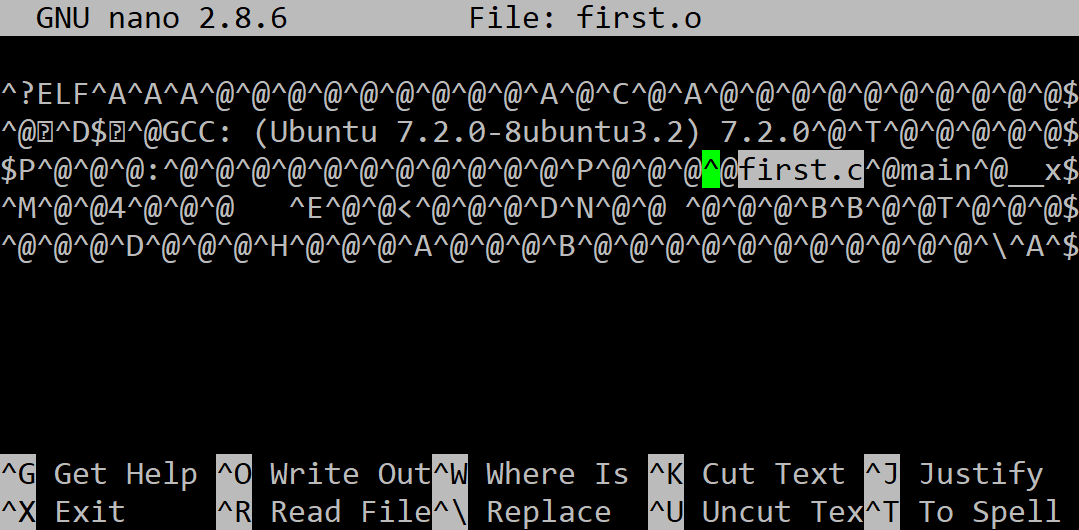 GNU nano 2.8.6 File: first.o
^?ELF^A^A^A^@^@^@^@^@^@^@^@^@^A^@^C^@^A^@^@^@^@^@^@^@^@^@^@$
^@^D$^@GCC: (Ubuntu 7.2.0-8ubuntu3.2) 7.2.0^@^T^@^@^@^@^@$
$P^@^@^@:^@^@^@^@^@^@^@^@^@^@^@^P^@^@^@^@first.c^@main^@__x$
^M^@^@4^@^@^@ ^E^@^@<^@^@^@^D^N^@^@ ^@^@^@^B^B^@^@T^@^@^@$
^@^@^@^D^@^@^@^H^@^@^@^A^@^@^@^B^@^@^@^@^@^@^@^@^@^@^@^\^A^$
^G Get Help ^O Write Out ^W Where Is ^K Cut Text ^J Justify
^X Exit ^R Read File ^\ Replace ^U Uncut Tex ^T To Spell